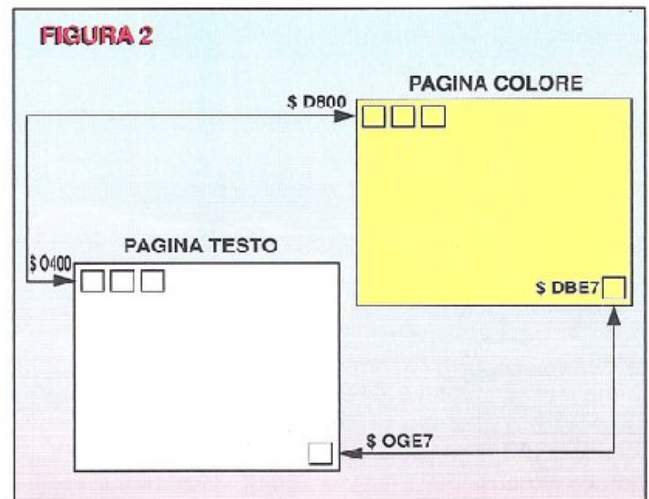 FIGURA 2
PAGINA COLORE
$ D800
PAGINA TESTO
$ 0400
$ DBE7
$ OGE7